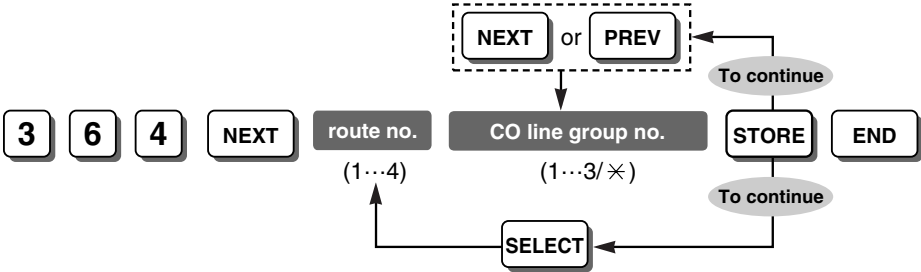 NEXT or PREV
To continue
3 6 4 NEXT route no. CO line group no. STORE END
(1···4) (1···3/✳)
To continue
SELECT